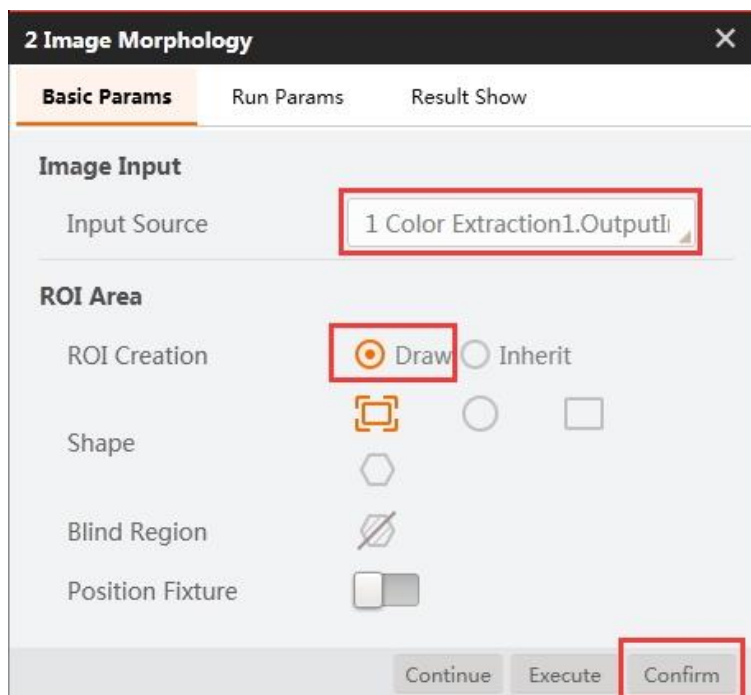 2 Image Morphology
Basic Params Run Params Result Show
Image Input
Input Source 1 Color Extraction1.OutputI
ROI Area
ROI Creation Draw Inherit
Shape
Blind Region
Position Fixture
Continue Execute Confirm